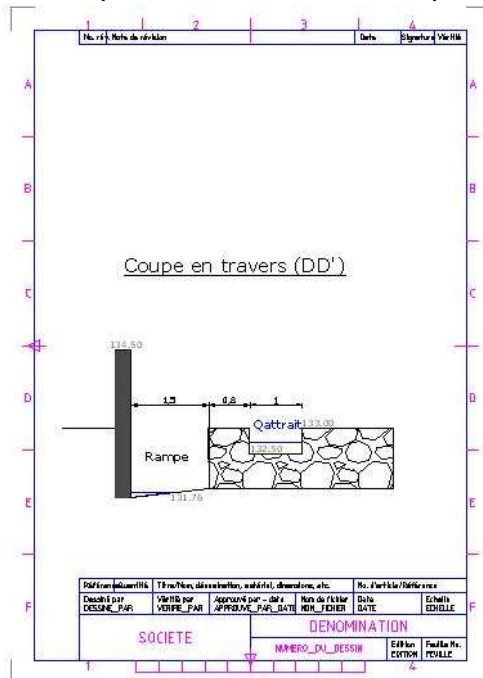 1 2 3 4
No. rév. Note de révision Date Signature Vérifié
A A
B B
Coupe en travers (DD')
C C
134.50
D D
1,5 0,8 1
Qattrait 133.00
132.50
Rampe
131.76
E E
Référence Quantité Titre/Nom, désignation, matériel, dimensions, etc. No. d'article/Référence
F F
Dessiné par Vérifié par Approuvé par - date Nom de fichier Date Echelle
DESSINE_PAR VERIFIE_PAR APPROUVE_PAR_DATE NOM_FICHIER DATE ECHELLE
SOCIETE DENOMINATION
NUMERO_DU_DESSIN Edition Feuille No.
EDITION FEUILLE
1 4